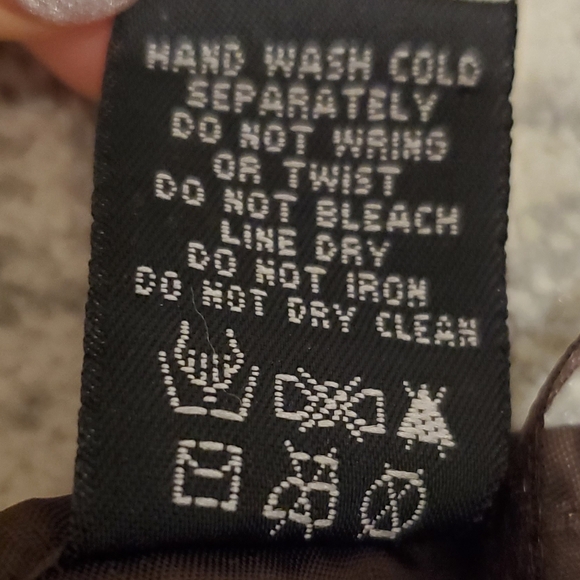 HAND WASH COLD
SEPARATELY
DO NOT WRING
OR TWIST
DO NOT BLEACH
LINE DRY
DO NOT IRON
DO NOT DRY CLEAN